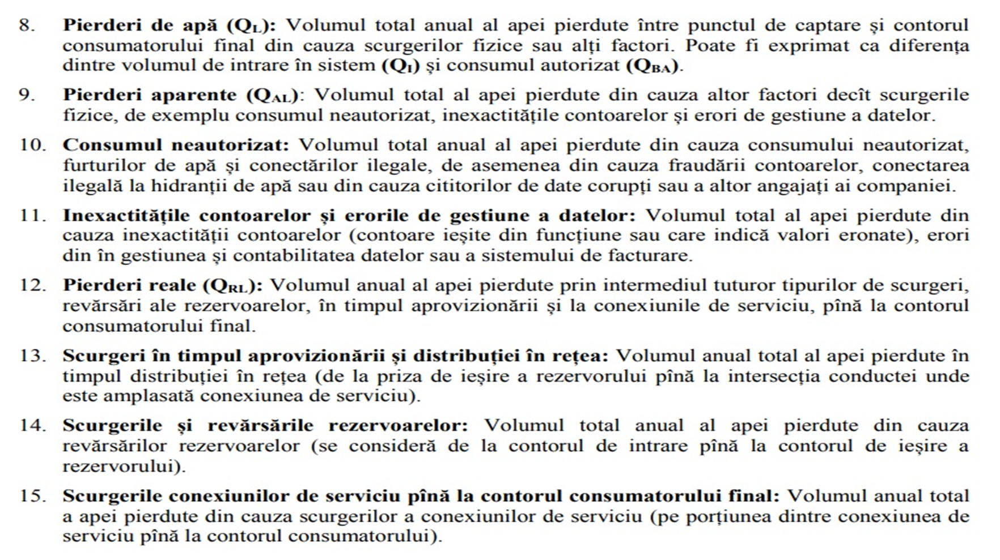 8. Pierderi de apă (QL): Volumul total anual al apei pierdute între punctul de captare și contorul
consumatorului final din cauza scurgerilor fizice sau alți factori. Poate fi exprimat ca diferența
dintre volumul de intrare în sistem (QI) și consumul autorizat (QBA).
9. Pierderi aparente (QAL): Volumul total al apei pierdute din cauza altor factori decît scurgerile
fizice, de exemplu consumul neautorizat, inexactitățile contoarelor și erori de gestiune a datelor.
10. Consumul neautorizat: Volumul total anual al apei pierdute din cauza consumului neautorizat,
furturilor de apă și conectărilor ilegale, de asemenea din cauza fraudării contoarelor, conectarea
ilegală la hidranții de apă sau din cauza cititorilor de date corupți sau a altor angajați ai companiei.
11. Inexactitățile contoarelor și erorile de gestiune a datelor: Volumul total al apei pierdute din
cauza inexactității contoarelor (contoare ieșite din funcțiune sau care indică valori eronate), erori
din în gestiunea și contabilitatea datelor sau a sistemului de facturare.
12. Pierderi reale (QRL): Volumul anual al apei pierdute prin intermediul tuturor tipurilor de scurgeri,
revărsări ale rezervoarelor, în timpul aprovizionării și la conexiunile de serviciu, pînă la contorul
consumatorului final.
13. Scurgeri în timpul aprovizionării și distribuției în rețea: Volumul anual total al apei pierdute în
timpul distribuției în rețea (de la priza de ieșire a rezervorului pînă la intersecția conductei unde
este amplasată conexiunea de serviciu).
14. Scurgerile și revărsările rezervoarelor: Volumul total anual al apei pierdute din cauza
revărsărilor rezervoarelor (se consideră de la contorul de intrare pînă la contorul de ieșire a
rezervorului).
15. Scurgerile conexiunilor de serviciu pînă la contorul consumatorului final: Volumul anual total
a apei pierdute din cauza scurgerilor a conexiunilor de serviciu (pe porțiunea dintre conexiunea de
serviciu pînă la contorul consumatorului).